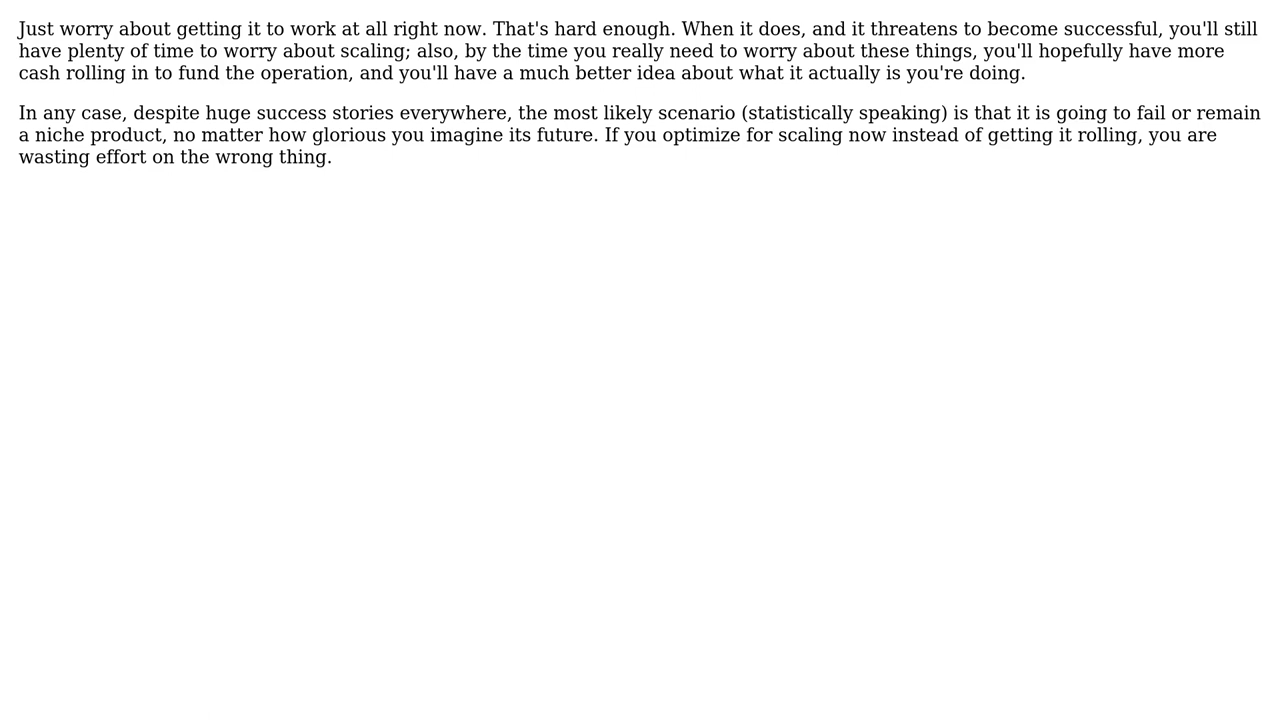 Just worry about getting it to work at all right now. That's hard enough. When it does, and it threatens to become successful, you'll still
have plenty of time to worry about scaling; also, by the time you really need to worry about these things, you'll hopefully have more
cash rolling in to fund the operation, and you'll have a much better idea about what it actually is you're doing.
In any case, despite huge success stories everywhere, the most likely scenario (statistically speaking) is that it is going to fail or remain
a niche product, no matter how glorious you imagine its future. If you optimize for scaling now instead of getting it rolling, you are
wasting effort on the wrong thing.